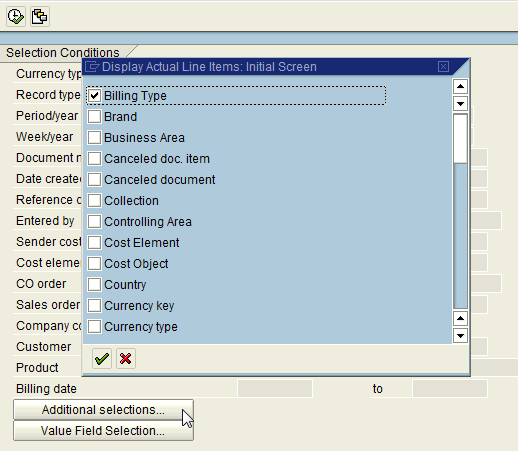 Selection Conditions
Display Actual Line Items: Initial Screen
Currency typ
Billing Type
Record type
Brand
Period/year
Business Area
Week/year
Canceled doc. item
Document n
Canceled document
Date created
Collection
Reference d
Controlling Area
Entered by
Cost Element
Sender cost
Cost Object
Cost elemen
Country
CO order
Currency key
Sales order
Currency type
Company co
Customer
Product
Billing date to
Additional selections...
Value Field Selection...